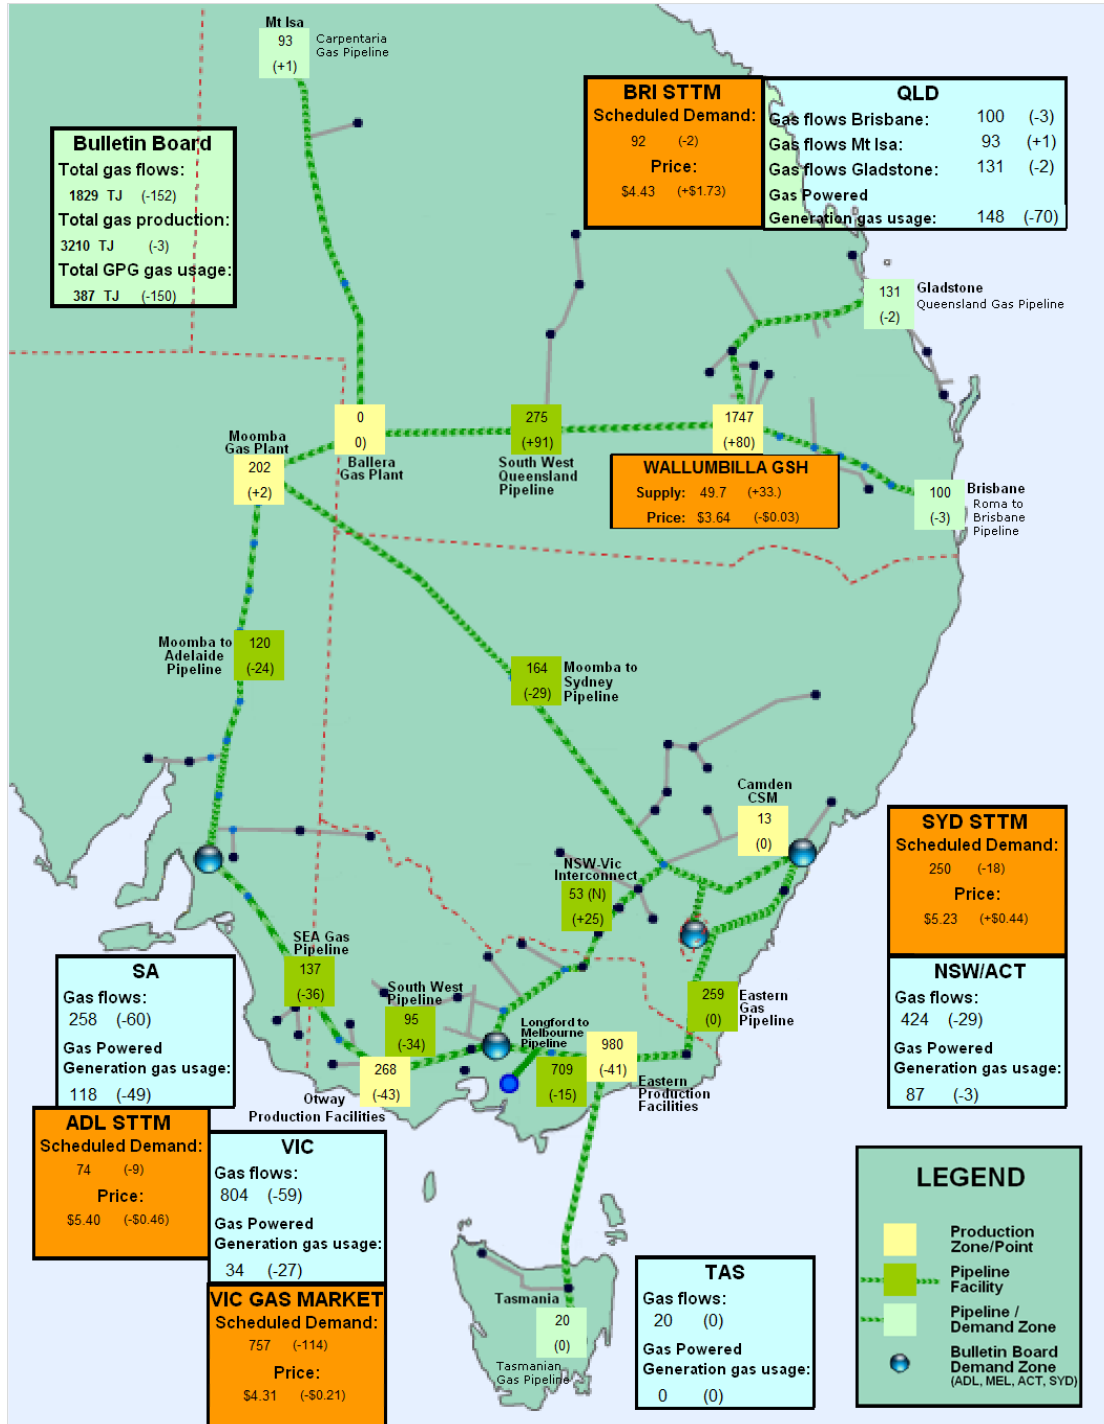 Mt Isa
93
(+1)
Carpentaria
Gas Pipeline
Bulletin Board
Total gas flows:
1829 TJ (-152)
Total gas production:
3210 TJ (-3)
Total GPG gas usage:
387 TJ (-150)
BRI STTM
Scheduled Demand:
92 (-2)
Price:
$4.43 (+$1.73)
QLD
Gas flows Brisbane: 100 (-3)
Gas flows Mt Isa: 93 (+1)
Gas flows Gladstone: 131 (-2)
Gas Powered
Generation gas usage: 148 (-70)
131
(-2)
Gladstone
Queensland Gas Pipeline
Moomba
Gas Plant
202
(+2)
0
0)
Ballera
Gas Plant
275
(+91)
South West
Queensland
Pipeline
1747
(+80)
WALLUMBILLA GSH
Supply: 49.7 (+33.)
Price: $3.64 (-$0.03)
100
(-3)
Brisbane
Roma to
Brisbane
Pipeline
Moomba to
Adelaide
Pipeline
120
(-24)
164
(-29)
Moomba to
Sydney
Pipeline
Camden
CSM
13
(0)
SYD STTM
Scheduled Demand:
250 (-18)
Price:
$5.23 (+$0.44)
NSW-Vic
Interconnect
53 (N)
(+25)
SEA Gas
Pipeline
137
(-36)
South West
Pipeline
95
(-34)
Longford to
Melbourne
Pipeline
709
(-15)
980
(-41)
Eastern
Production
Facilities
259
(0)
Eastern
Gas
Pipeline
268
(-43)
Otway
Production Facilities
NSW/ACT
Gas flows:
424 (-29)
Gas Powered
Generation gas usage:
87 (-3)
SA
Gas flows:
258 (-60)
Gas Powered
Generation gas usage:
118 (-49)
ADL STTM
Scheduled Demand:
74 (-9)
Price:
$5.40 (-$0.46)
VIC
Gas flows:
804 (-59)
Gas Powered
Generation gas usage:
34 (-27)
VIC GAS MARKET
Scheduled Demand:
757 (-114)
Price:
$4.31 (-$0.21)
Tasmania
20
(0)
Tasmanian
Gas Pipeline
TAS
Gas flows:
20 (0)
Gas Powered
Generation gas usage:
0 (0)
LEGEND
Production
Zone/Point
Pipeline
Facility
Pipeline /
Demand Zone
Bulletin Board
Demand Zone
(ADL, MEL, ACT, SYD)